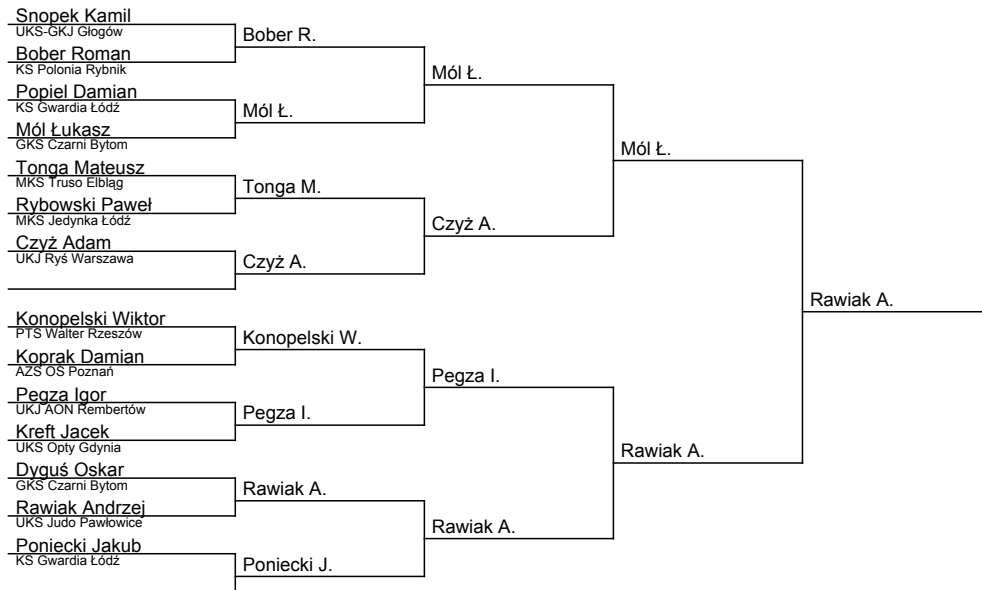 Snopek Kamil
UKS-GKJ Głogów
Bober R.
Bober Roman
KS Polonia Rybnik
Mól Ł.
Popiel Damian
KS Gwardia Łódź
Mól Ł.
Mól Łukasz
GKS Czarni Bytom
Mól Ł.
Tonga Mateusz
MKS Truso Elbląg
Tonga M.
Rybowski Paweł
MKS Jedynka Łódź
Czyż A.
Czyż Adam
UKJ Ryś Warszawa
Czyż A.
Rawiak A.
Konopelski Wiktor
PTS Walter Rzeszów
Konopelski W.
Koprak Damian
AZS OŚ Poznań
Pegza I.
Pegza Igor
UKJ AON Rembertów
Pegza I.
Kreft Jacek
UKS Opty Gdynia
Rawiak A.
Dyguś Oskar
GKS Czarni Bytom
Rawiak A.
Rawiak Andrzej
UKS Judo Pawłowice
Rawiak A.
Poniecki Jakub
KS Gwardia Łódź
Poniecki J.